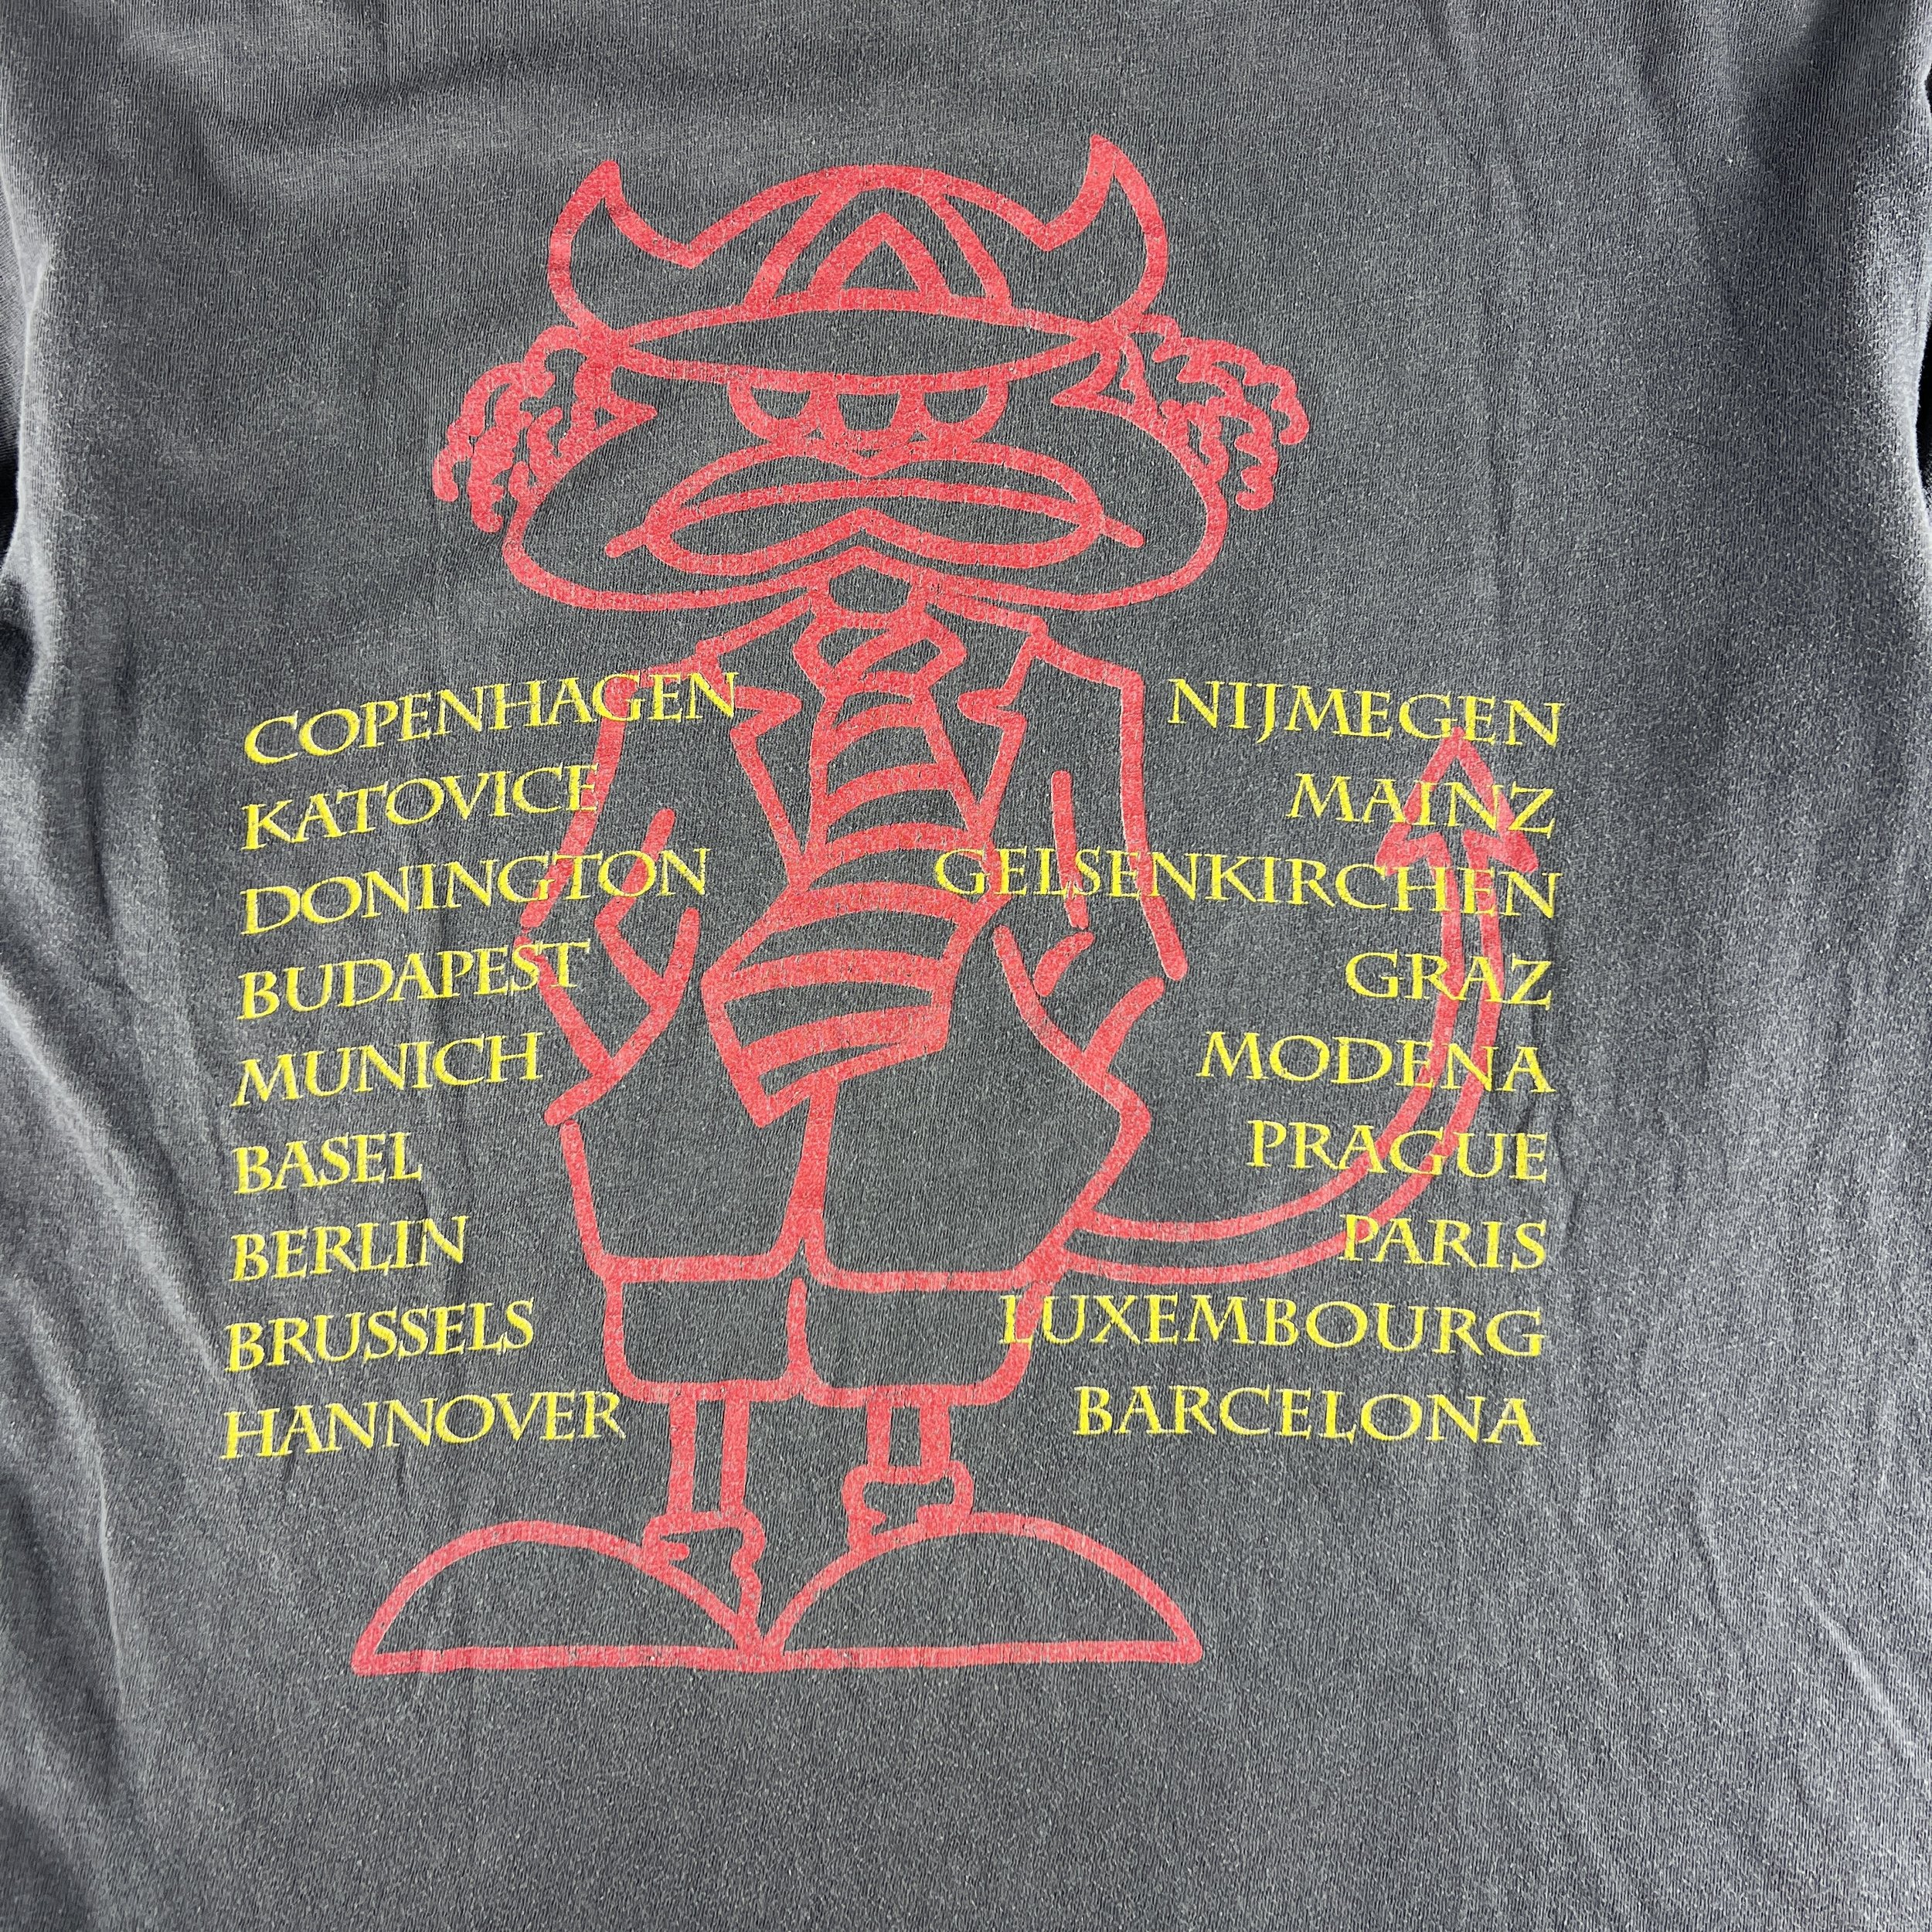 COPENHAGEN
KATOVICE
DONINGTON
BUDAPEST
MUNICH
BASEL
BERLIN
BRUSSELS
HANNOVER
NIJMEGEN
MAINZ
GELSENKIRCHEN
GRAZ
MODENA
PRAGUE
PARIS
LUXEMBOURG
BARCELONA